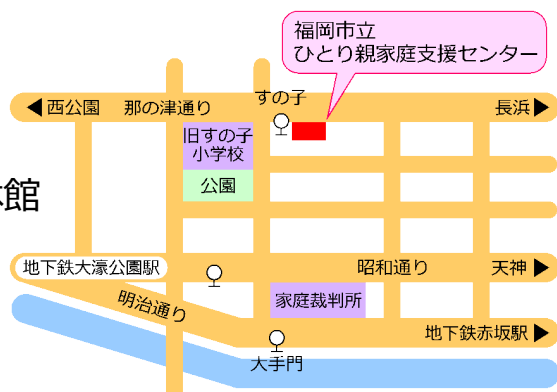 福岡市立
ひとり親家庭支援センター
すの子
◀西公園
那の津通り
長浜▶
旧すの子
小学校
公園
館
地下鉄大濠公園駅
昭和通り
天神▶
明治通り
家庭裁判所
地下鉄赤坂駅▶
大手門